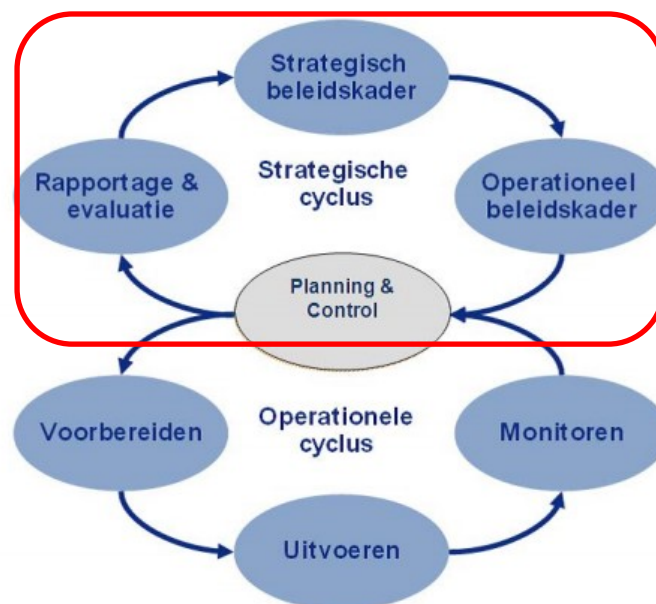 Strategisch
beleidskader
Rapportage &
evaluatie
Strategische
cyclus
Operationeel
beleidskader
Planning &
Control
Voorbereiden
Operationele
cyclus
Monitoren
Uitvoeren